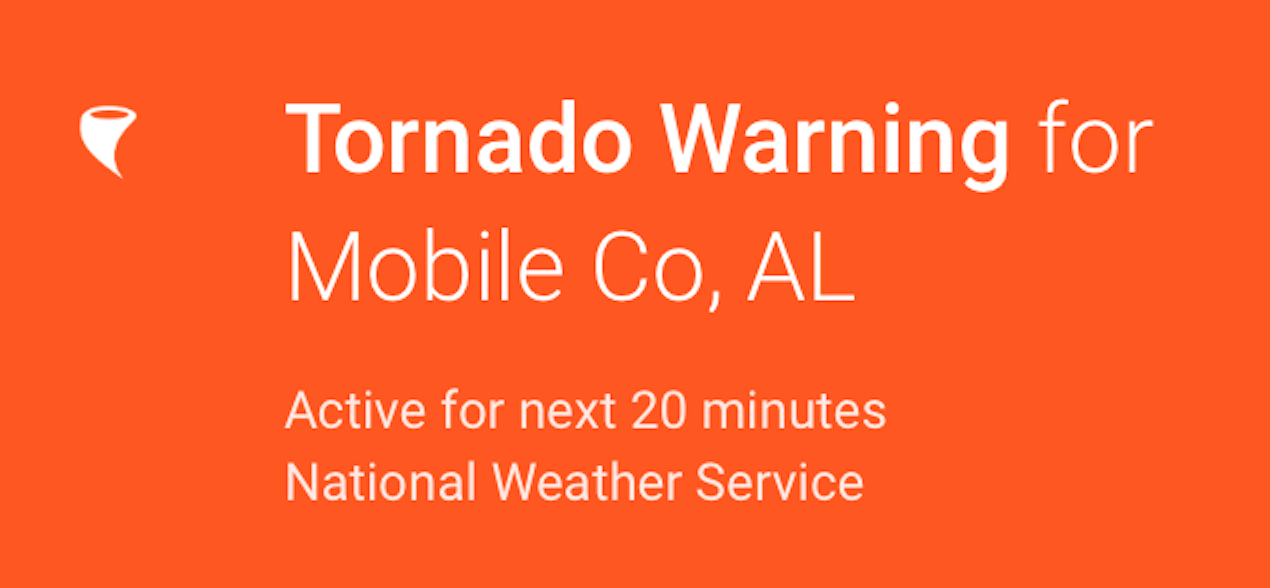 Tornado Warning for
Mobile Co, AL
Active for next 20 minutes
National Weather Service